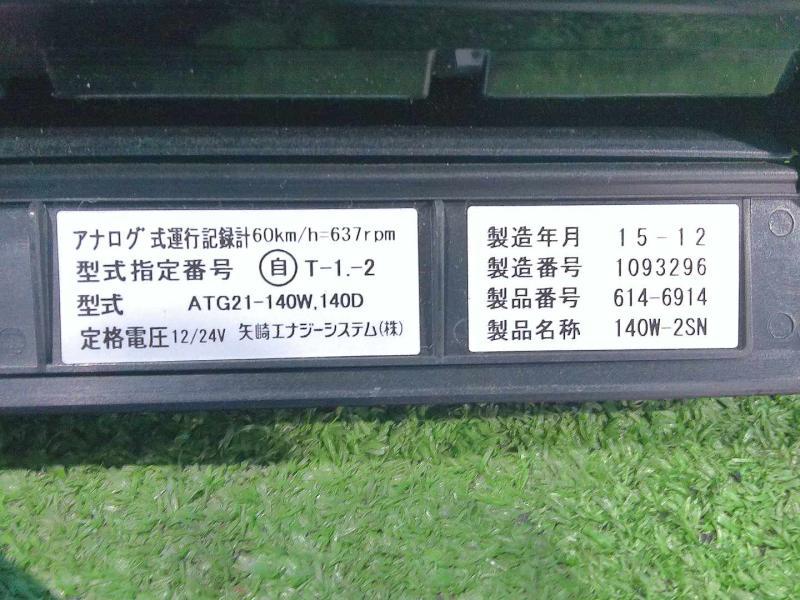 アナログ式運行記録計60km/h=637rpm
型式指定番号 自 T-1.-2
型式 ATG21-140W,140D
定格電圧12/24V 矢崎エナジーシステム(株)
製造年月 15-12
製造番号 1093296
製品番号 614-6914
製品名称 140W-2SN